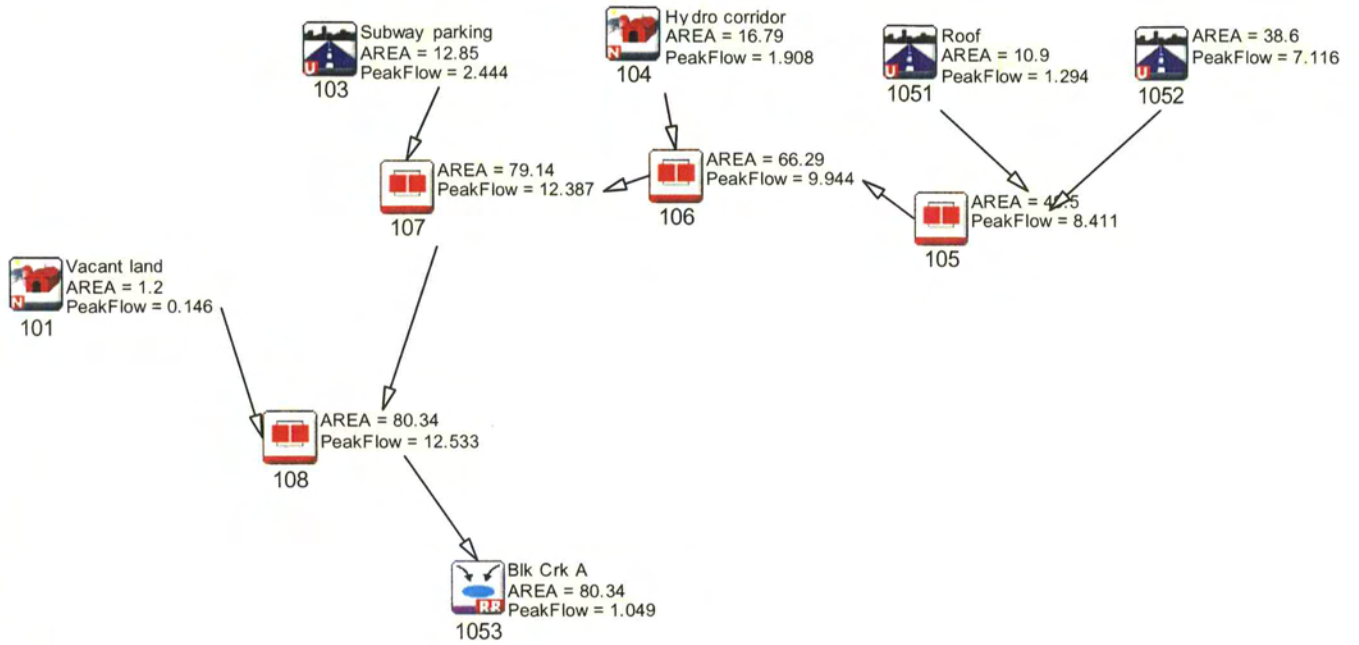 Subway parking
AREA = 12.85
PeakFlow = 2.444
U
103
Hydro corridor
AREA = 16.79
PeakFlow = 1.908
N
104
Roof
AREA = 10.9
PeakFlow = 1.294
U
1051
AREA = 38.6
PeakFlow = 7.116
U
1052
AREA = 79.14
PeakFlow = 12.387
107
AREA = 66.29
PeakFlow = 9.944
106
AREA =
PeakFlow = 8.411
105
Vacant land
AREA = 1.2
PeakFlow = 0.146
N
101
AREA = 80.34
PeakFlow = 12.533
108
Blk Crk A
AREA = 80.34
PeakFlow = 1.049
RR
1053